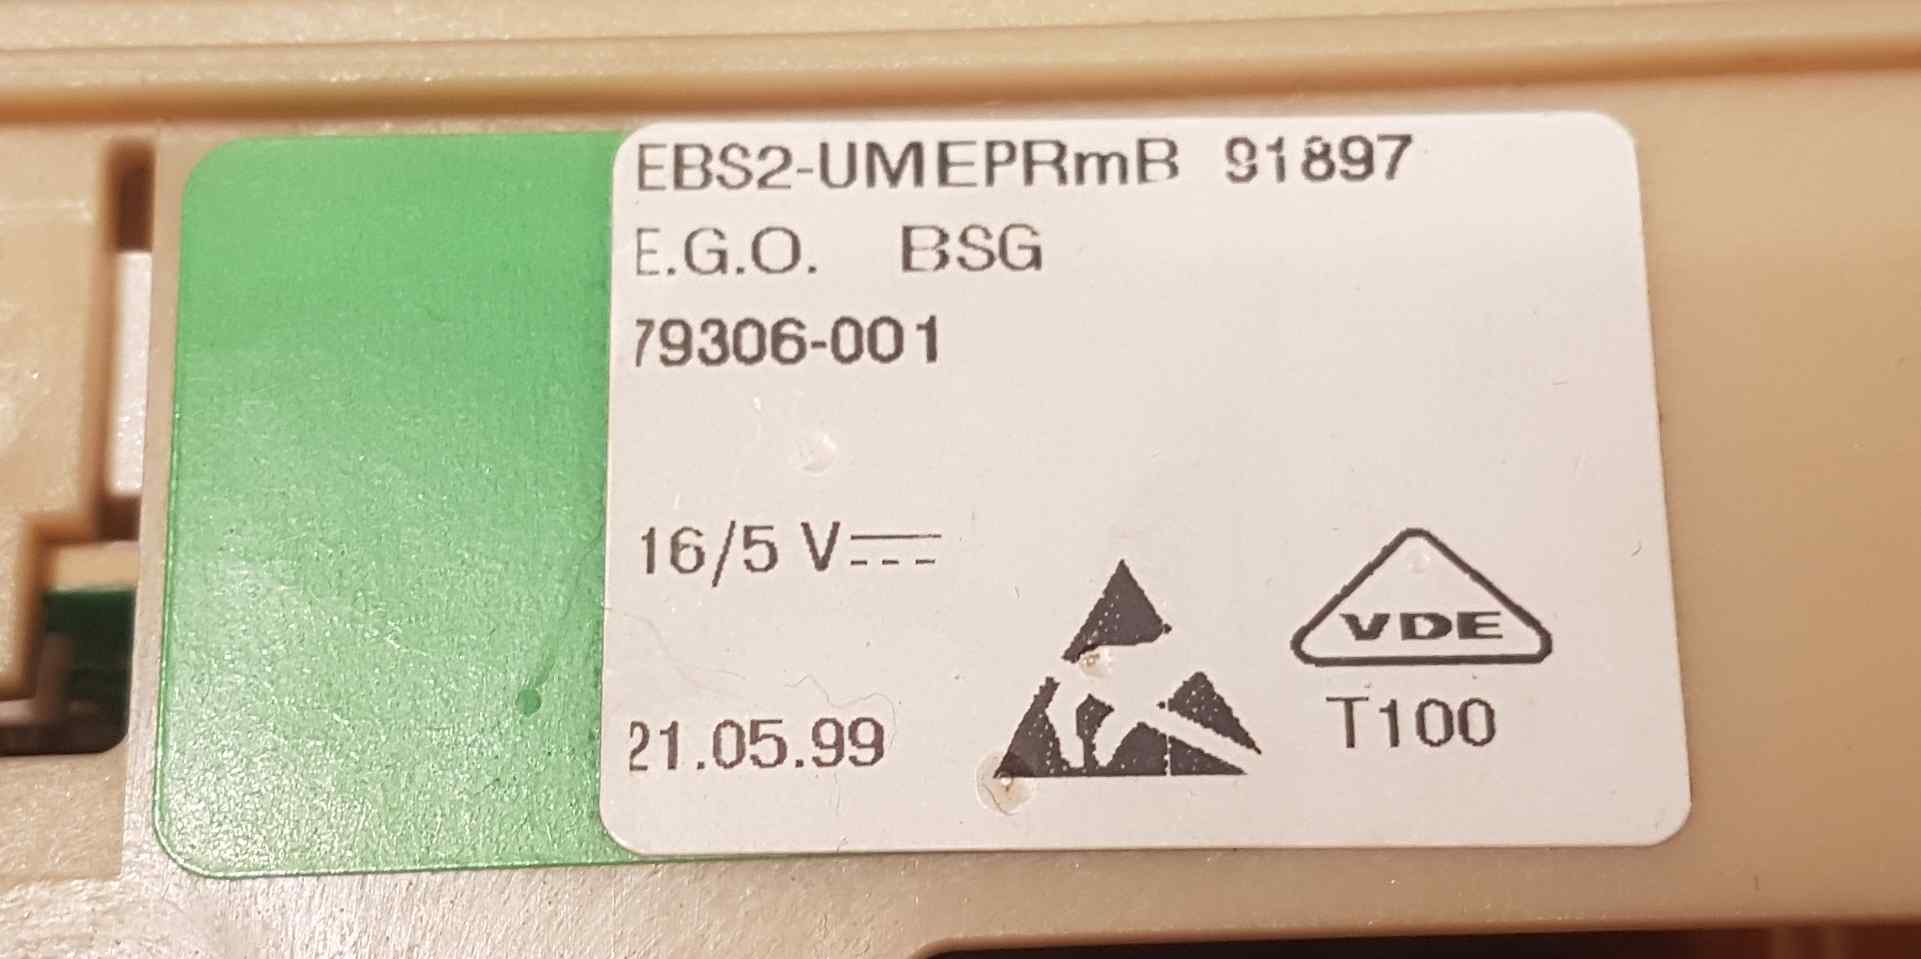 EBS2-UMEPRmB 91897
E.G.O. BSG
79306-001
16/5 V
VDE
T100
21.05.99